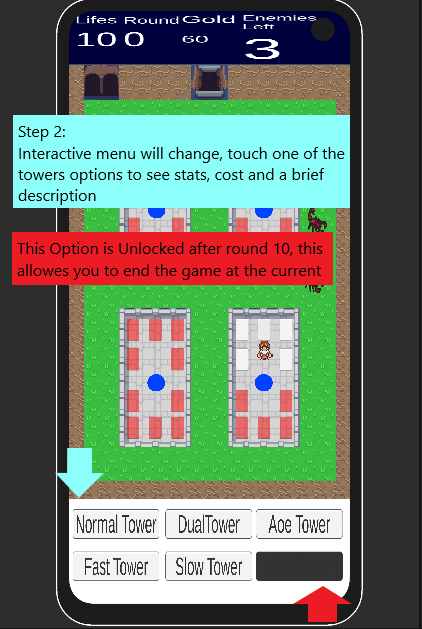 Lifes Round Gold Enemies Left
10 0 60 3
Step 2:
Interactive menu will change, touch one of the
towers options to see stats, cost and a brief
description
This Option is Unlocked after round 10, this
allowes you to end the game at the current
Normal Tower DualTower Aoe Tower
Fast Tower Slow Tower